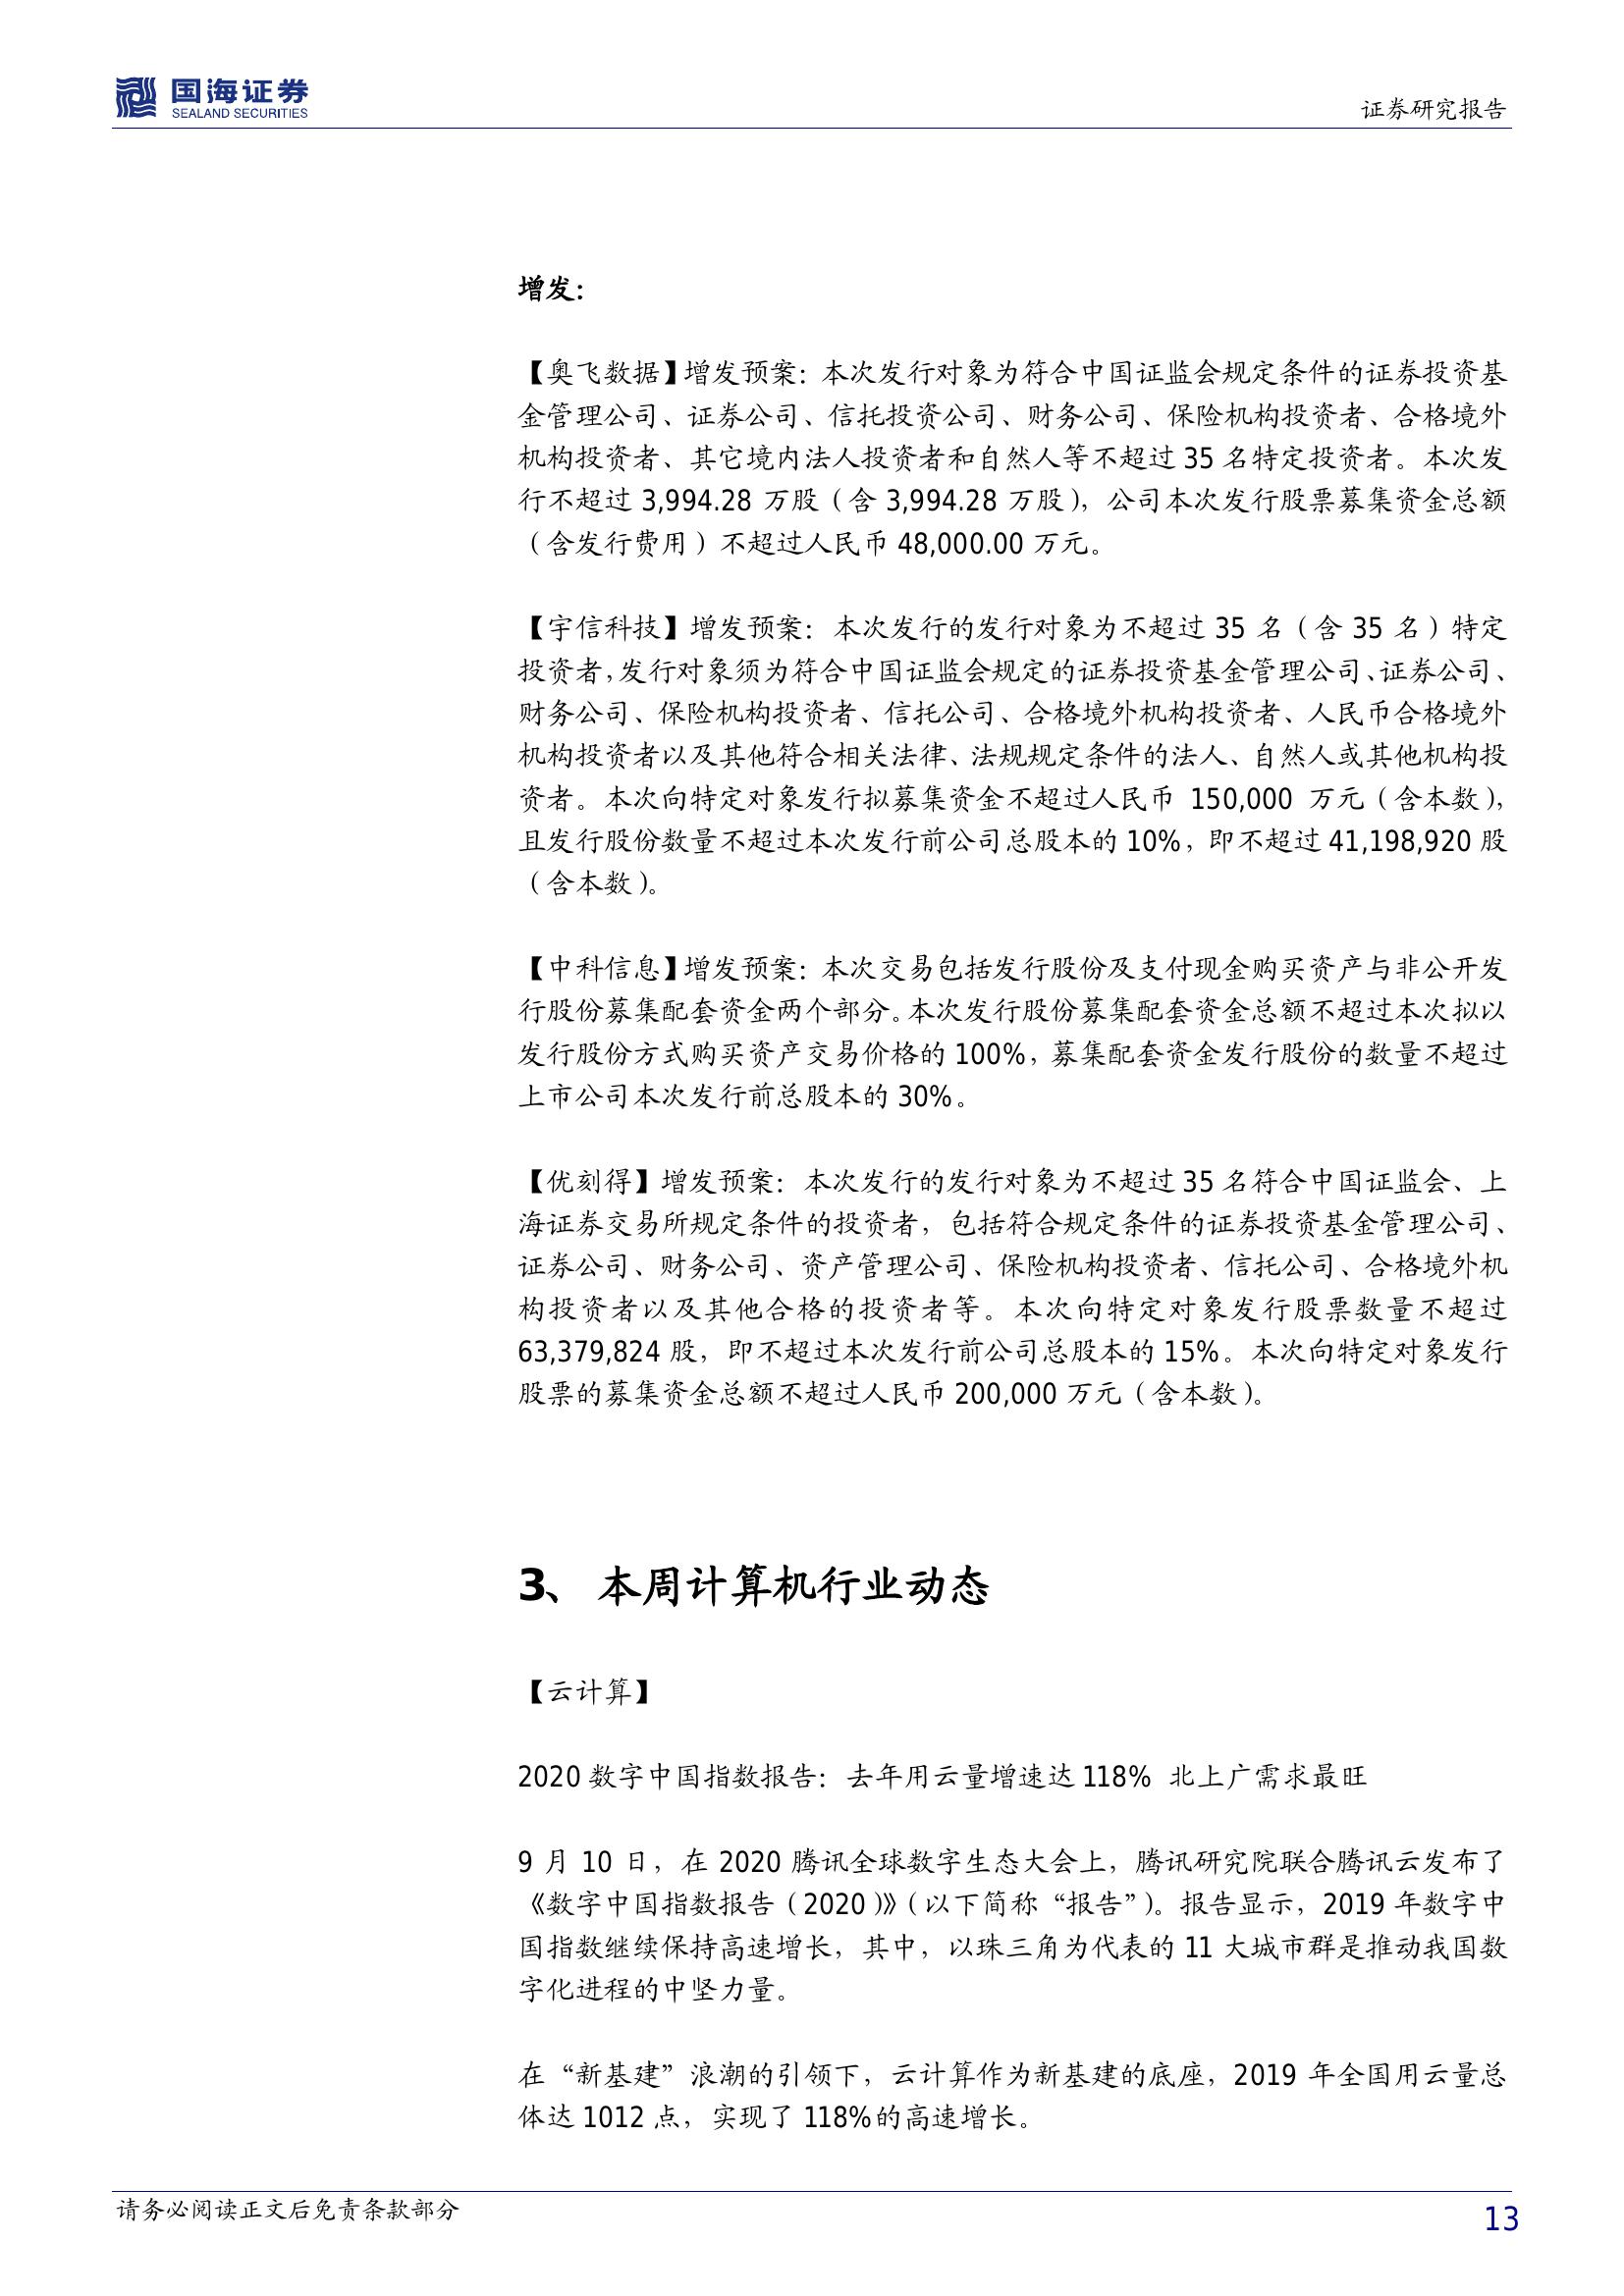 国海证券
SEALAND SECURITIES
证券研究报告
增发：
【奥飞数据】增发预案：本次发行对象为符合中国证监会规定条件的证券投资基
金管理公司、证券公司、信托投资公司、财务公司、保险机构投资者、合格境外
机构投资者、其它境内法人投资者和自然人等不超过 35 名特定投资者。本次发
行不超过 3,994.28 万股（含 3,994.28 万股），公司本次发行股票募集资金总额
（含发行费用）不超过人民币 48,000.00 万元。
【宇信科技】增发预案：本次发行的发行对象为不超过 35 名（含 35 名）特定
投资者，发行对象须为符合中国证监会规定的证券投资基金管理公司、证券公司、
财务公司、保险机构投资者、信托公司、合格境外机构投资者、人民币合格境外
机构投资者以及其他符合相关法律、法规规定条件的法人、自然人或其他机构投
资者。本次向特定对象发行拟募集资金不超过人民币 150,000 万元（含本数），
且发行股份数量不超过本次发行前公司总股本的 10%，即不超过 41,198,920 股
（含本数）。
【中科信息】增发预案：本次交易包括发行股份及支付现金购买资产与非公开发
行股份募集配套资金两个部分。本次发行股份募集配套资金总额不超过本次拟以
发行股份方式购买资产交易价格的 100%，募集配套资金发行股份的数量不超过
上市公司本次发行前总股本的 30%。
【优刻得】增发预案：本次发行的发行对象为不超过 35 名符合中国证监会、上
海证券交易所规定条件的投资者，包括符合规定条件的证券投资基金管理公司、
证券公司、财务公司、资产管理公司、保险机构投资者、信托公司、合格境外机
构投资者以及其他合格的投资者等。本次向特定对象发行股票数量不超过
63,379,824 股，即不超过本次发行前公司总股本的 15%。本次向特定对象发行
股票的募集资金总额不超过人民币 200,000 万元（含本数）。
3、 本周计算机行业动态
【云计算】
2020 数字中国指数报告：去年用云量增速达 118% 北上广需求最旺
9 月 10 日，在 2020 腾讯全球数字生态大会上，腾讯研究院联合腾讯云发布了
《数字中国指数报告（2020）》（以下简称“报告”）。报告显示，2019 年数字中
国指数继续保持高速增长，其中，以珠三角为代表的 11 大城市群是推动我国数
字化进程的中坚力量。
在“新基建”浪潮的引领下，云计算作为新基建的底座，2019 年全国用云量总
体达 1012 点，实现了 118%的高速增长。
请务必阅读正文后免责条款部分
13